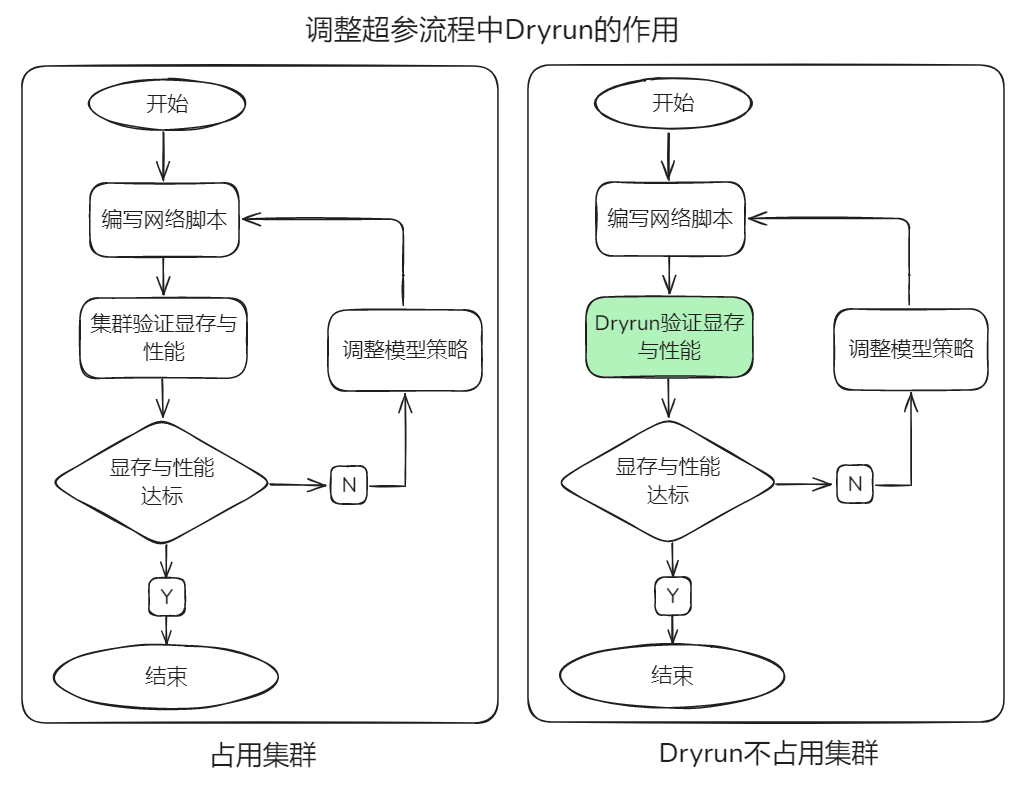 调整超参流程中Dryrun的作用
开始
编写网络脚本
集群验证显存与
性能
调整模型策略
显存与性能
达标
N
Y
结束
占用集群
开始
编写网络脚本
Dryrun验证显存
与性能
调整模型策略
显存与性能
达标
N
Y
结束
Dryrun不占用集群